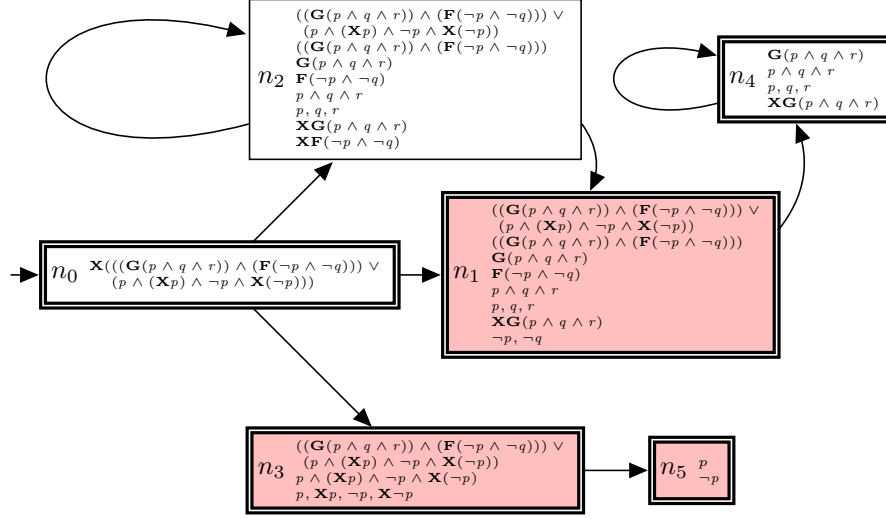 n₂
((G(p ∧ q ∧ r)) ∧ (F(¬p ∧ ¬q))) ∨
(p ∧ (Xp) ∧ ¬p ∧ X(¬p))
((G(p ∧ q ∧ r)) ∧ (F(¬p ∧ ¬q)))
G(p ∧ q ∧ r)
F(¬p ∧ ¬q)
p ∧ q ∧ r
p, q, r
XG(p ∧ q ∧ r)
XF(¬p ∧ ¬q)
n₄
G(p ∧ q ∧ r)
p ∧ q ∧ r
p, q, r
XG(p ∧ q ∧ r)
n₀
X(((G(p ∧ q ∧ r)) ∧ (F(¬p ∧ ¬q))) ∨
(p ∧ (Xp) ∧ ¬p ∧ X(¬p)))
n₁
((G(p ∧ q ∧ r)) ∧ (F(¬p ∧ ¬q))) ∨
(p ∧ (Xp) ∧ ¬p ∧ X(¬p))
((G(p ∧ q ∧ r)) ∧ (F(¬p ∧ ¬q)))
G(p ∧ q ∧ r)
F(¬p ∧ ¬q)
p ∧ q ∧ r
p, q, r
XG(p ∧ q ∧ r)
¬p, ¬q
n₃
((G(p ∧ q ∧ r)) ∧ (F(¬p ∧ ¬q))) ∨
(p ∧ (Xp) ∧ ¬p ∧ X(¬p))
p ∧ (Xp) ∧ ¬p ∧ X(¬p)
p, Xp, ¬p, X¬p
n₅
p
¬p